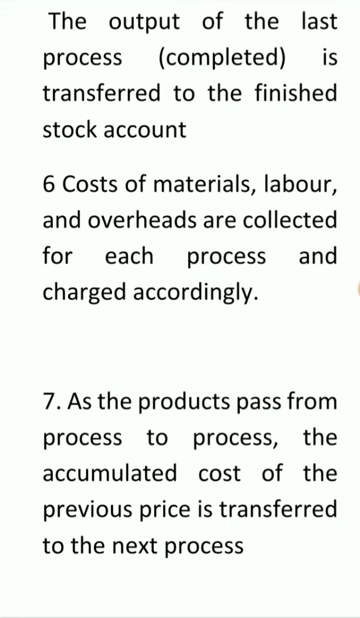 The output of the last
process (completed) is
transferred to the finished
stock account
6 Costs of materials, labour,
and overheads are collected
for each process and
charged accordingly.
7. As the products pass from
process to process, the
accumulated cost of the
previous price is transferred
to the next process